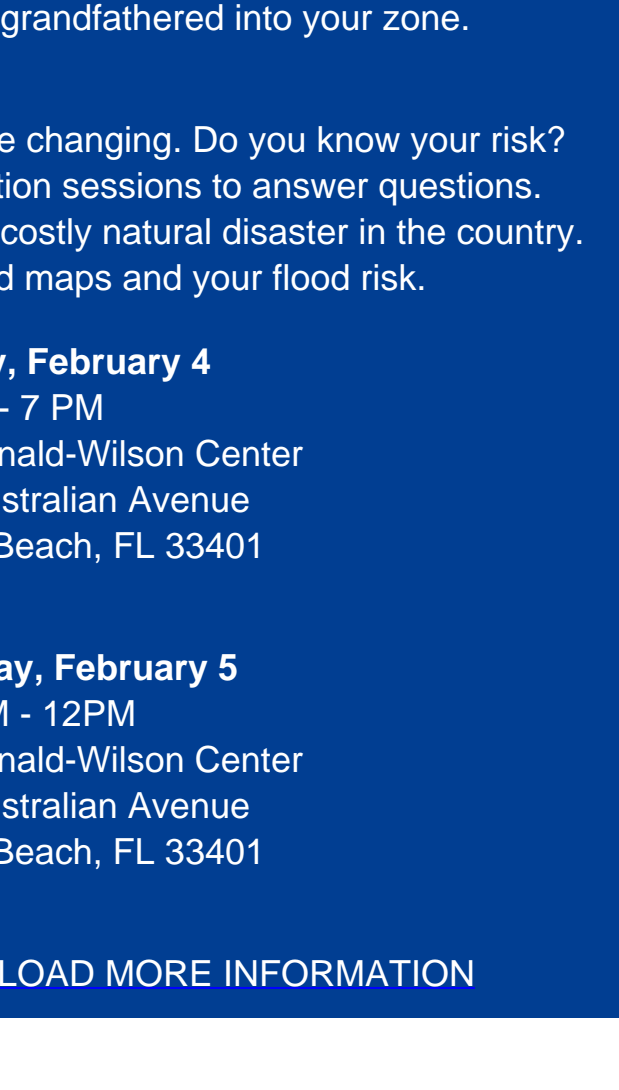 grandfathered into your zone.
e changing. Do you know your risk?
tion sessions to answer questions.
costly natural disaster in the country.
d maps and your flood risk.
y, February 4
- 7 PM
nald-Wilson Center
stralian Avenue
Beach, FL 33401
ay, February 5
M - 12PM
nald-Wilson Center
stralian Avenue
Beach, FL 33401
LOAD MORE INFORMATION